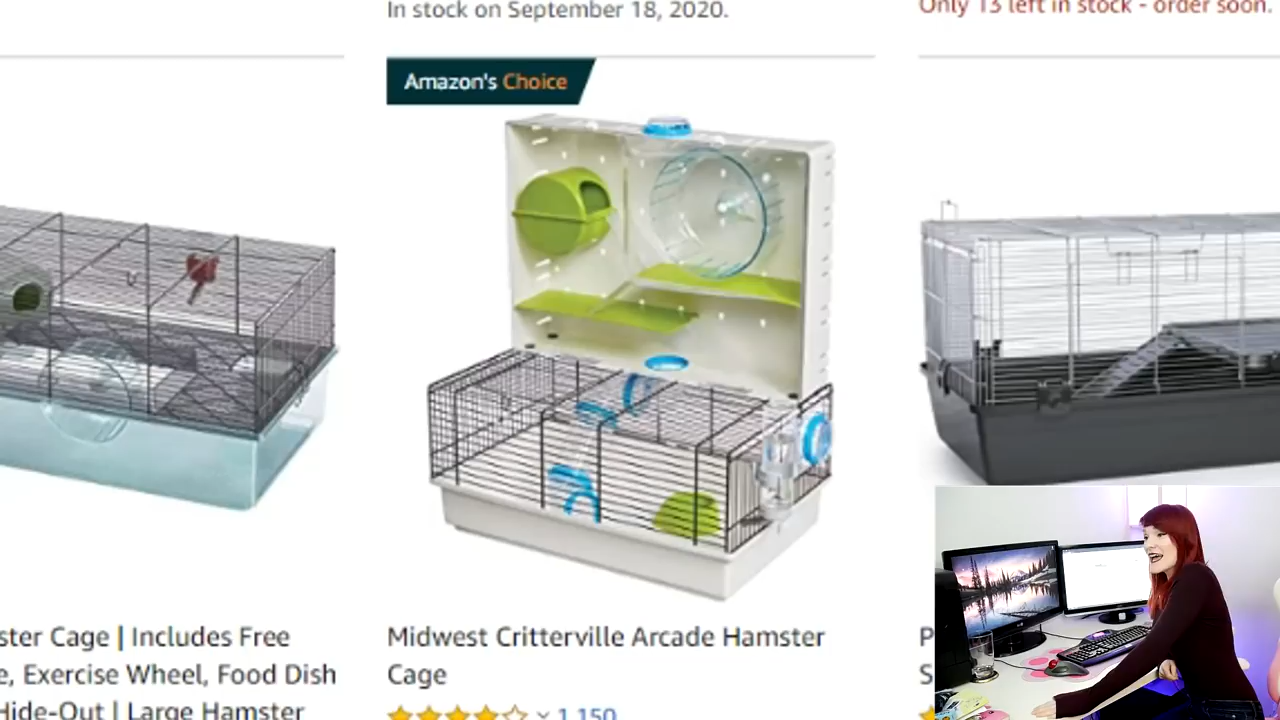 In stock on September 18, 2020.
Only 13 left in stock - order soon.
Amazon's Choice
ster Cage | Includes Free
e, Exercise Wheel, Food Dish
Hide-Out | Large Hamster
Midwest Critterville Arcade Hamster
Cage
1,150
P
S